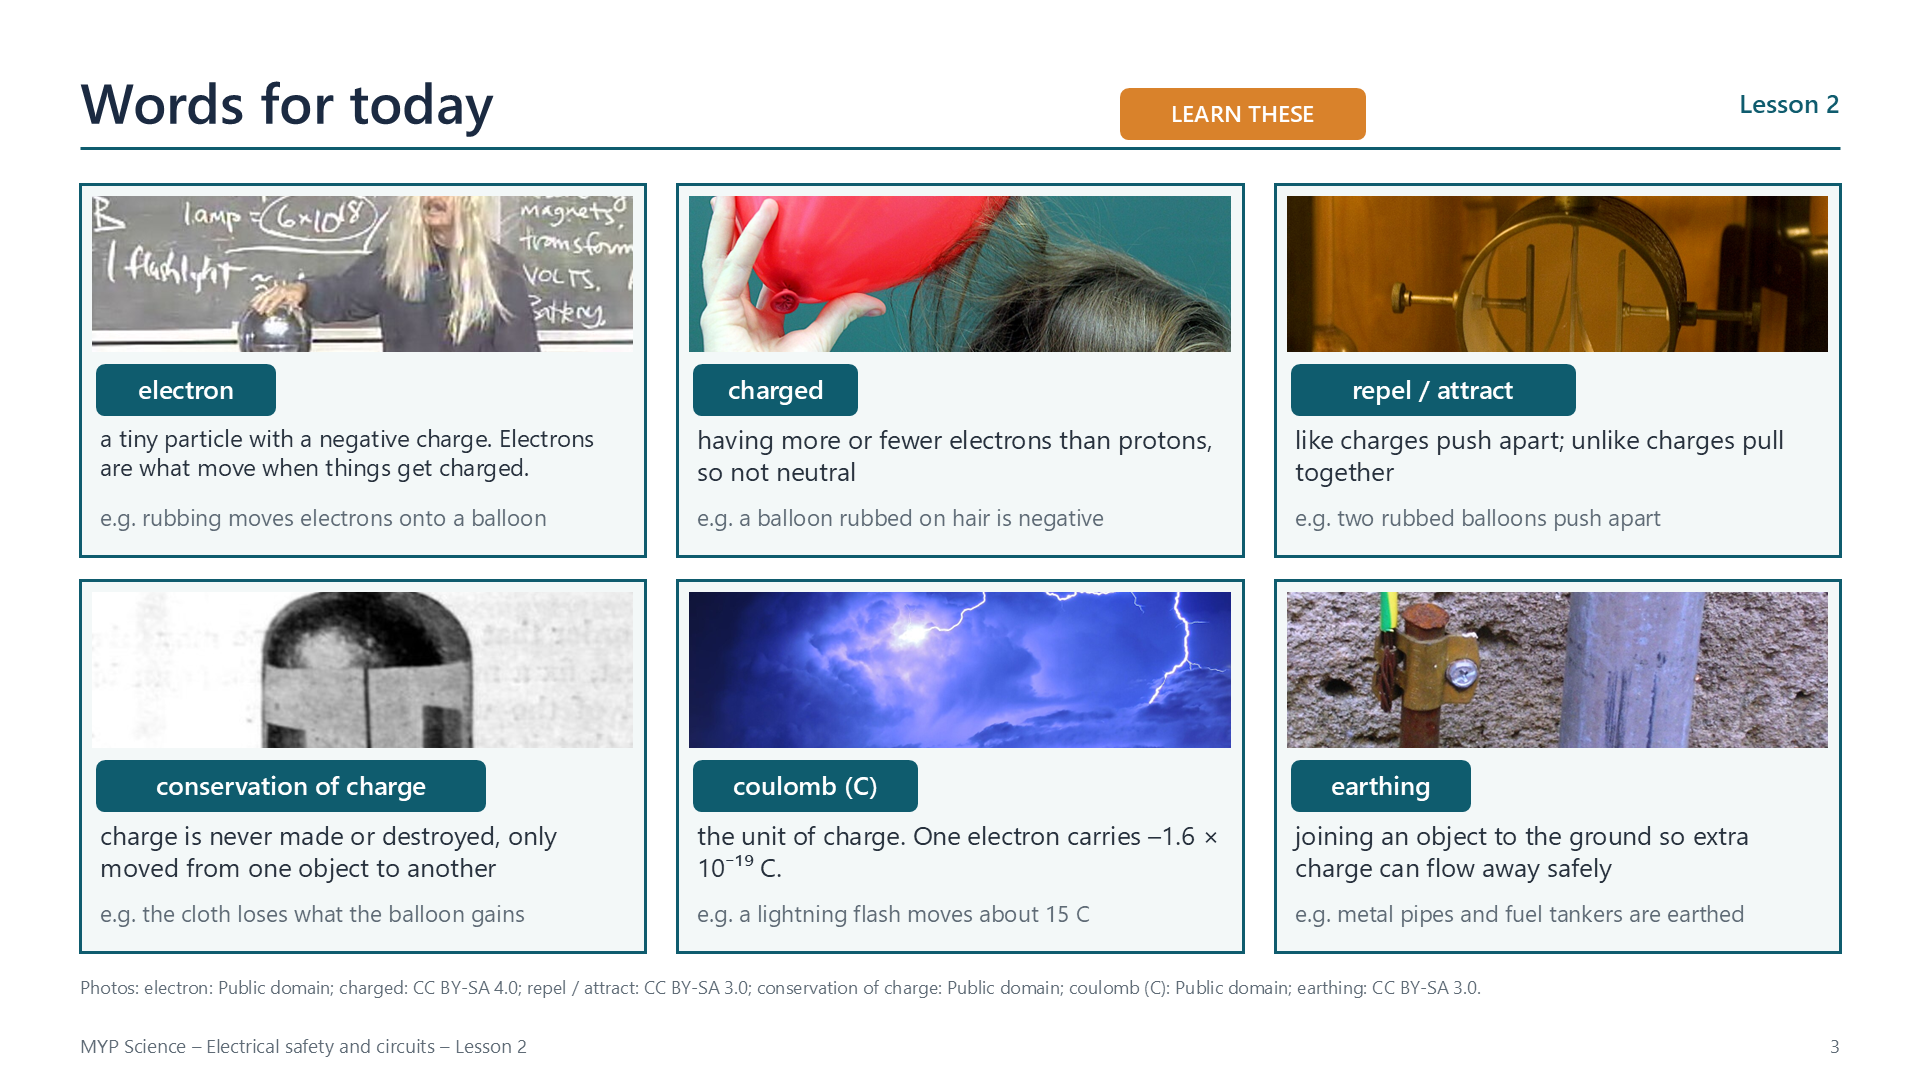 Words for today
LEARN THESE
Lesson 2
B
1amp = 6×10^18
1 flashlight
magnets
transform
VOLTS,
Battery,
electron
a tiny particle with a negative charge. Electrons
are what move when things get charged.
e.g. rubbing moves electrons onto a balloon
charged
having more or fewer electrons than protons,
so not neutral
e.g. a balloon rubbed on hair is negative
repel / attract
like charges push apart; unlike charges pull
together
e.g. two rubbed balloons push apart
conservation of charge
charge is never made or destroyed, only
moved from one object to another
e.g. the cloth loses what the balloon gains
coulomb (C)
the unit of charge. One electron carries –1.6 ×
10⁻¹⁹ C.
e.g. a lightning flash moves about 15 C
earthing
joining an object to the ground so extra
charge can flow away safely
e.g. metal pipes and fuel tankers are earthed
Photos: electron: Public domain; charged: CC BY-SA 4.0; repel / attract: CC BY-SA 3.0; conservation of charge: Public domain; coulomb (C): Public domain; earthing: CC BY-SA 3.0.
MYP Science – Electrical safety and circuits – Lesson 2
3